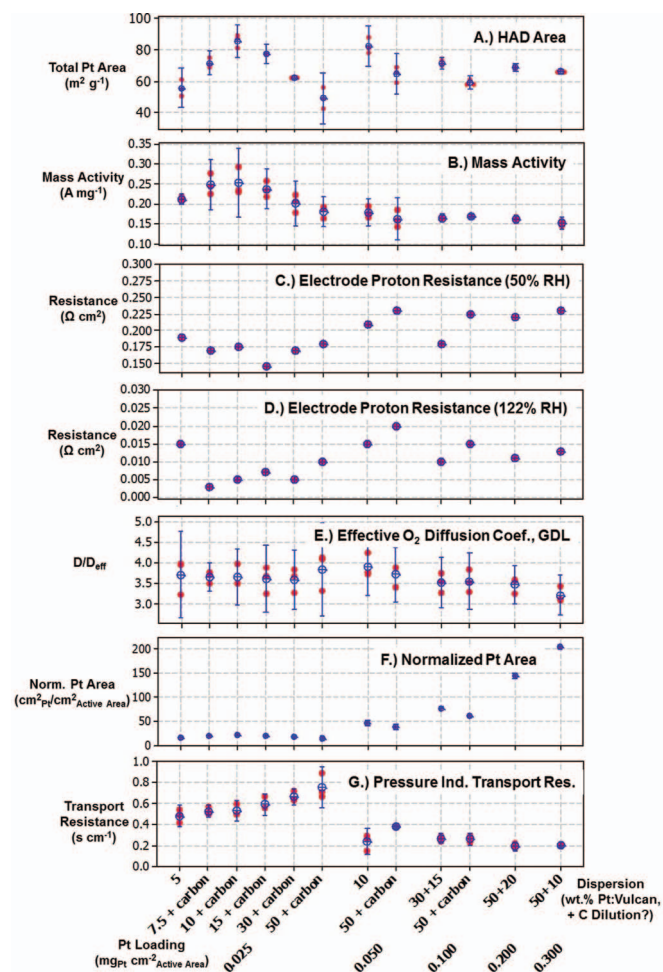 A.) HAD Area
Total Pt Area
(m² g⁻¹)
100
80
60
40
B.) Mass Activity
Mass Activity
(A mg⁻¹)
0.35
0.30
0.25
0.20
0.15
0.10
C.) Electrode Proton Resistance (50% RH)
Resistance
(Ω cm²)
0.300
0.275
0.250
0.225
0.200
0.175
0.150
D.) Electrode Proton Resistance (122% RH)
Resistance
(Ω cm²)
0.030
0.025
0.020
0.015
0.010
0.005
0.000
E.) Effective O₂ Diffusion Coef., GDL
D/D_eff
5.0
4.5
4.0
3.5
3.0
F.) Normalized Pt Area
Norm. Pt Area
(cm²_Pt/cm²_Active Area)
200
150
100
50
0
G.) Pressure Ind. Transport Res.
Transport
Resistance
(s cm⁻¹)
1.0
0.8
0.6
0.4
0.2
0.0
5
7.5 + carbon
10 + carbon
15 + carbon
30 + carbon
50 + carbon
10
50 + carbon
30+15
50 + carbon
50+20
50+10
Dispersion
(wt.% Pt:Vulcan,
+ C Dilution?)
Pt Loading
(mg_Pt cm⁻²_Active Area)
0.025
0.050
0.100
0.200
0.300